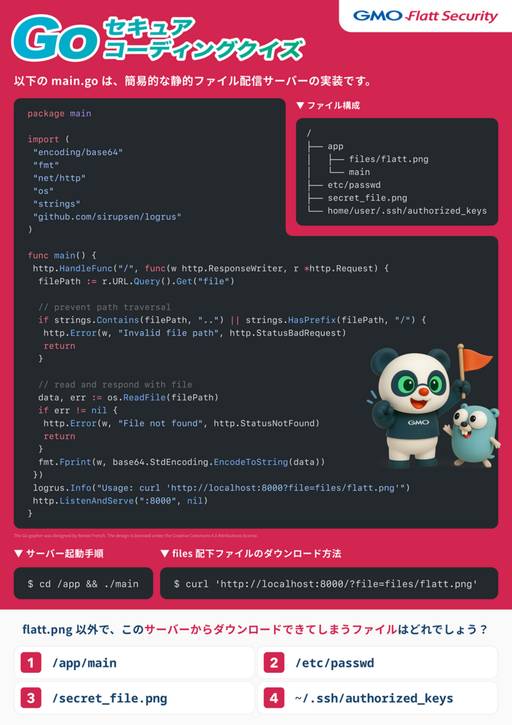 GMO Flatt Security
Go セキュア
コーディングクイズ
以下の main.go は、簡易的な静的ファイル配信サーバーの実装です。
package main
import (
"encoding/base64"
"fmt"
"net/http"
"os"
"strings"
"github.com/sirupsen/logrus"
)
▼ ファイル構成
/
├── app
│   ├── files/flatt.png
│   └── main
├── etc/passwd
├── secret_file.png
└── home/user/.ssh/authorized_keys
func main() {
http.HandleFunc("/", func(w http.ResponseWriter, r *http.Request) {
filePath := r.URL.Query().Get("file")
// prevent path traversal
if strings.Contains(filePath, "..") || strings.HasPrefix(filePath, "/") {
http.Error(w, "Invalid file path", http.StatusBadRequest)
return
}
// read and respond with file
data, err := os.ReadFile(filePath)
if err != nil {
http.Error(w, "File not found", http.StatusNotFound)
return
}
fmt.Fprint(w, base64.StdEncoding.EncodeToString(data))
})
logrus.Info("Usage: curl 'http://localhost:8000?file=files/flatt.png'")
http.ListenAndServe(":8000", nil)
}
GMO
The Go gopher was designed by Renee French. The design is licensed under the Creative Commons 4.0 Attributions license.
▼ サーバー起動手順
$ cd /app && ./main
▼ files 配下ファイルのダウンロード方法
$ curl 'http://localhost:8000/?file=files/flatt.png'
flatt.png 以外で、このサーバーからダウンロードできてしまうファイルはどれでしょう？
1 /app/main
2 /etc/passwd
3 /secret_file.png
4 ~/.ssh/authorized_keys